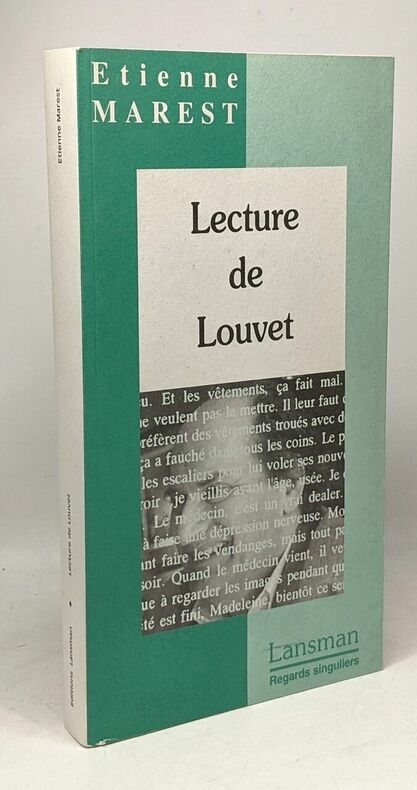 Etienne
MAREST
Lecture
de
Louvet
eu. Et les vêtements, ça fait mal.
ne veulent pas le mettre. Il leur faut
préfèrent des vêtements troués avec
ça a fauché dans tous les coins. Le
les escaliers pour lui voler ses
je vieillis avant l'âge, usée. Je
Le médecin, c'est un vrai dealer.
à faire une dépression nerveuse.
faire les vendanges, mais tout
soir. Quand le médecin vient, il
à regarder les images pendant
été est fini, Madeleine, bientôt ce
Lansman
Regards singuliers
Etienne Marest
Lecture de Louvet
Editions Lansman